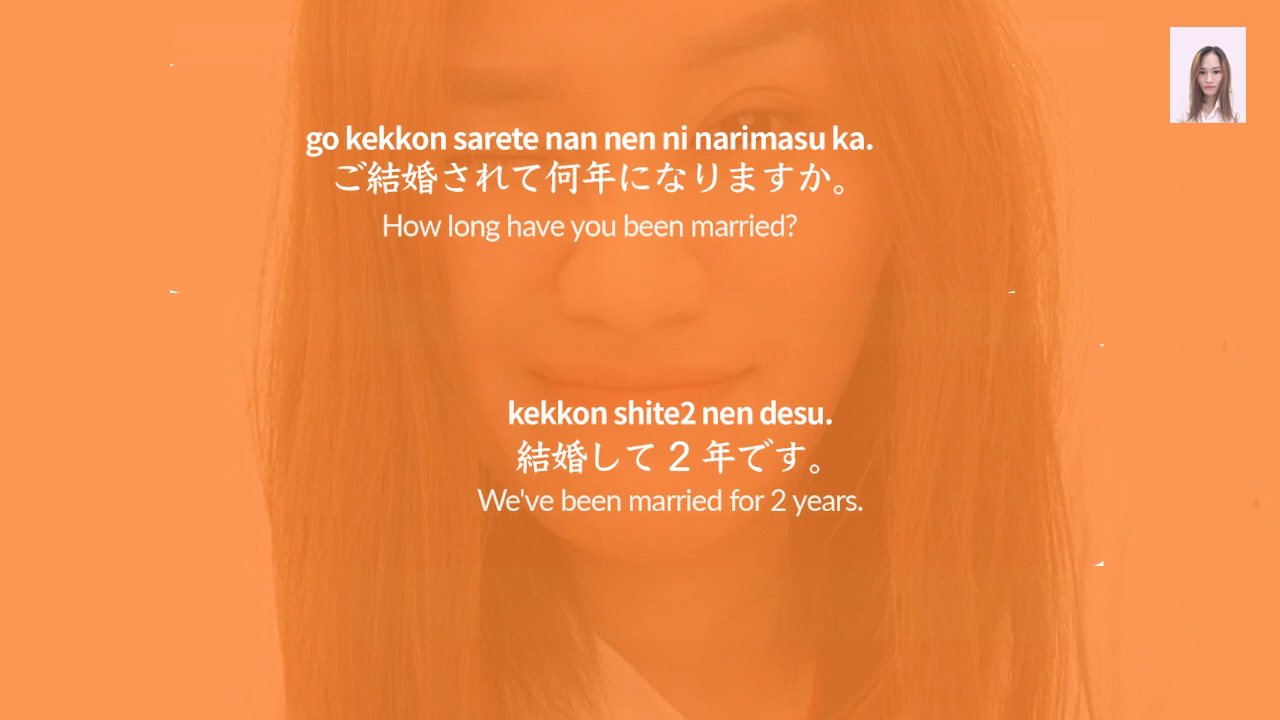 go kekkon sarete nan nen ni narimasu ka.
ご結婚されて何年になりますか。
How long have you been married?
kekkon shite2 nen desu.
結婚して２年です。
We've been married for 2 years.